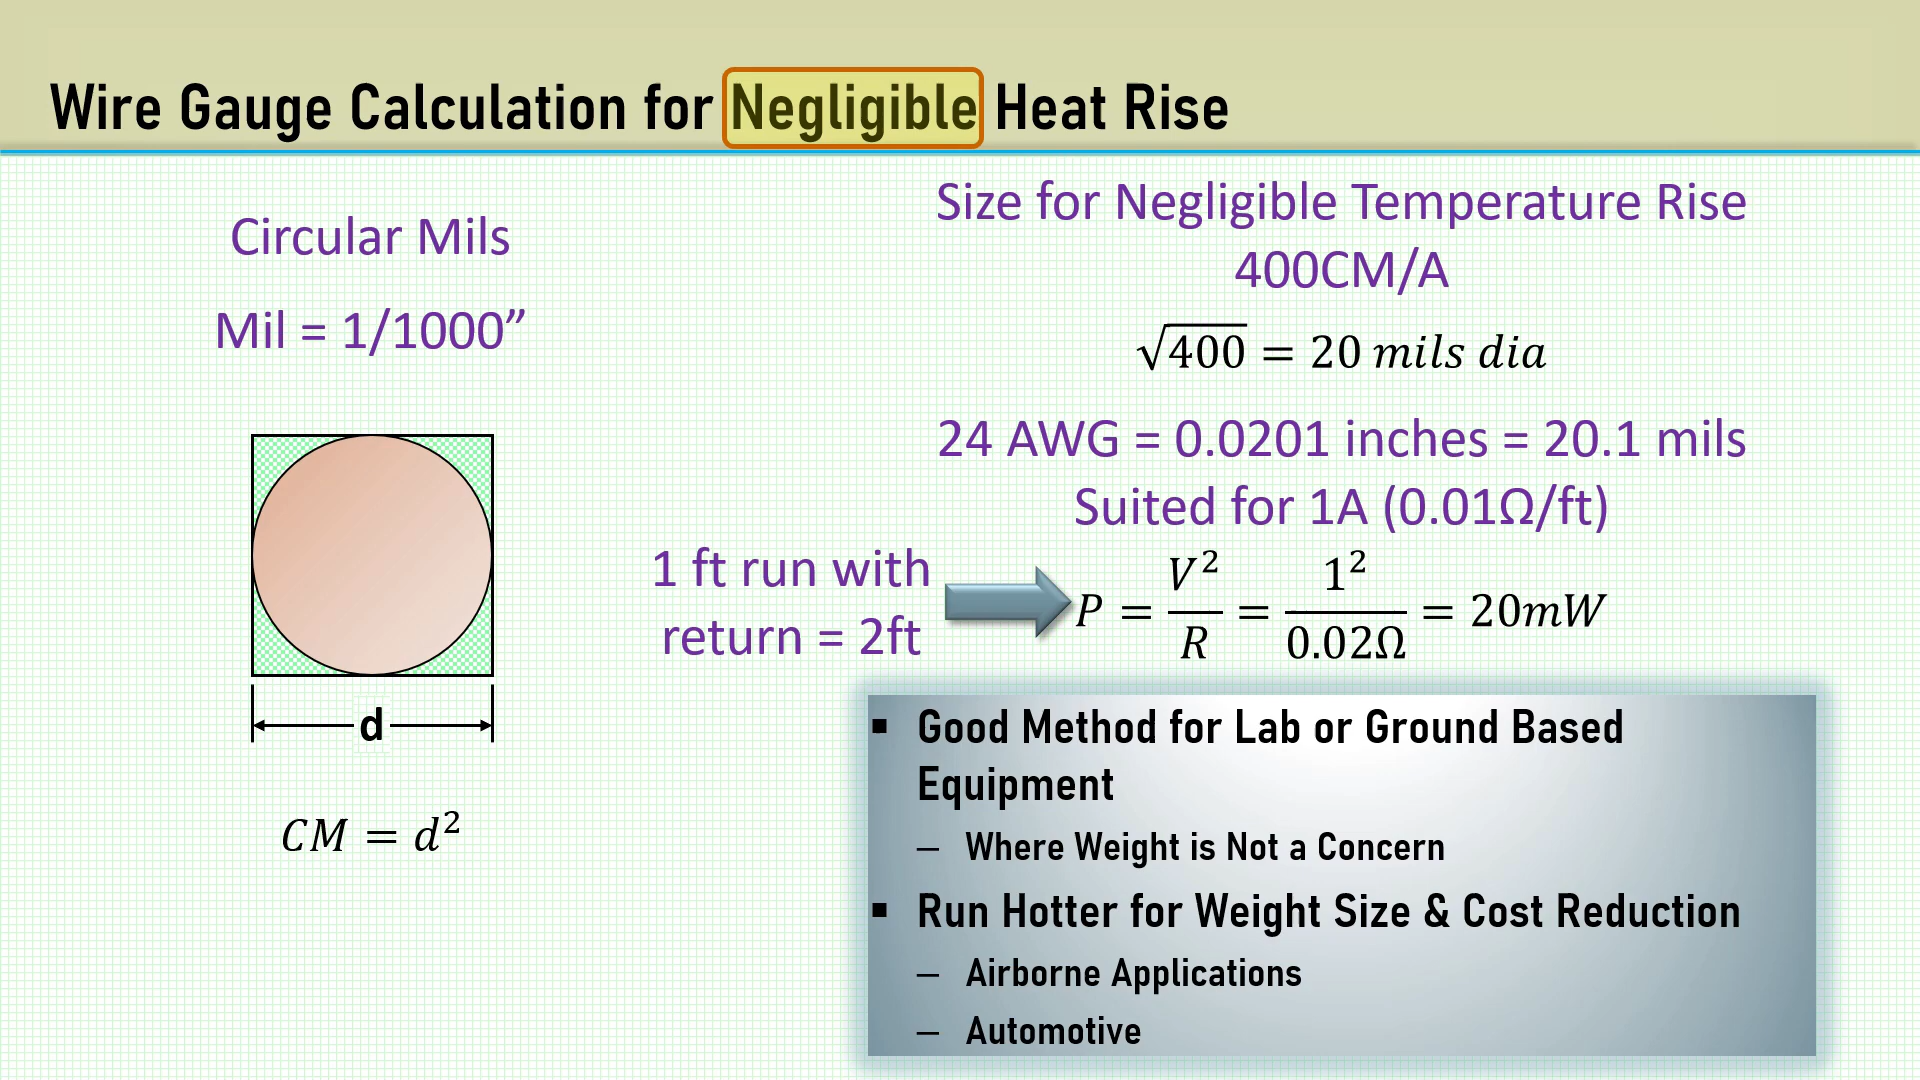 Wire Gauge Calculation for Negligible Heat Rise
Circular Mils
Mil = 1/1000”
d
CM = d²
Size for Negligible Temperature Rise
400CM/A
√400 = 20 mils dia
24 AWG = 0.0201 inches = 20.1 mils
Suited for 1A (0.01Ω/ft)
1 ft run with
return = 2ft
P = V²/R = 1²/0.02Ω = 20mW
▪ Good Method for Lab or Ground Based
Equipment
– Where Weight is Not a Concern
▪ Run Hotter for Weight Size & Cost Reduction
– Airborne Applications
– Automotive